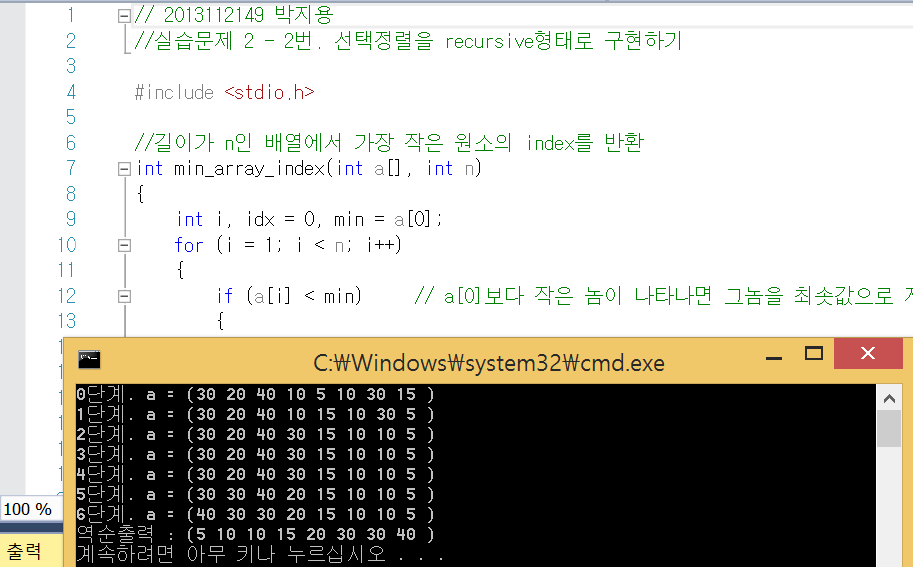 1 // 2013112149 박지용
2 //실습문제 2 - 2번. 선택정렬을 recursive형태로 구현하기
3
4 #include <stdio.h>
5
6 //길이가 n인 배열에서 가장 작은 원소의 index를 반환
7 int min_array_index(int a[], int n)
8 {
9 int i, idx = 0, min = a[0];
10 for (i = 1; i < n; i++)
11 {
12 if (a[i] < min) // a[0]보다 작은 놈이 나타나면 그놈을 최솟값으로
13 {
C:₩Windows₩system32₩cmd.exe
0단계. a = (30 20 40 10 5 10 30 15 )
1단계. a = (30 20 40 10 15 10 30 5 )
2단계. a = (30 20 40 30 15 10 10 5 )
3단계. a = (30 20 40 30 15 10 10 5 )
4단계. a = (30 20 40 30 15 10 10 5 )
5단계. a = (30 30 40 20 15 10 10 5 )
6단계. a = (40 30 30 20 15 10 10 5 )
역순출력 : (5 10 10 15 20 30 30 40 )
계속하려면 아무 키나 누르십시오 . . .
100 %
출력